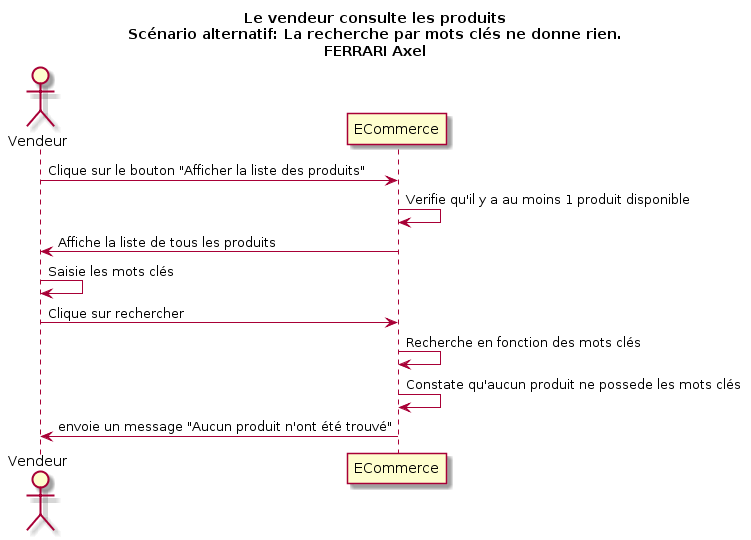 Le vendeur consulte les produits
Scénario alternatif: La recherche par mots clés ne donne rien.
FERRARI Axel
Vendeur
ECommerce
Clique sur le bouton "Afficher la liste des produits"
Verifie qu'il y a au moins 1 produit disponible
Affiche la liste de tous les produits
Saisie les mots clés
Clique sur rechercher
Recherche en fonction des mots clés
Constate qu'aucun produit ne possede les mots clés
envoie un message "Aucun produit n'ont été trouvé"
Vendeur
ECommerce